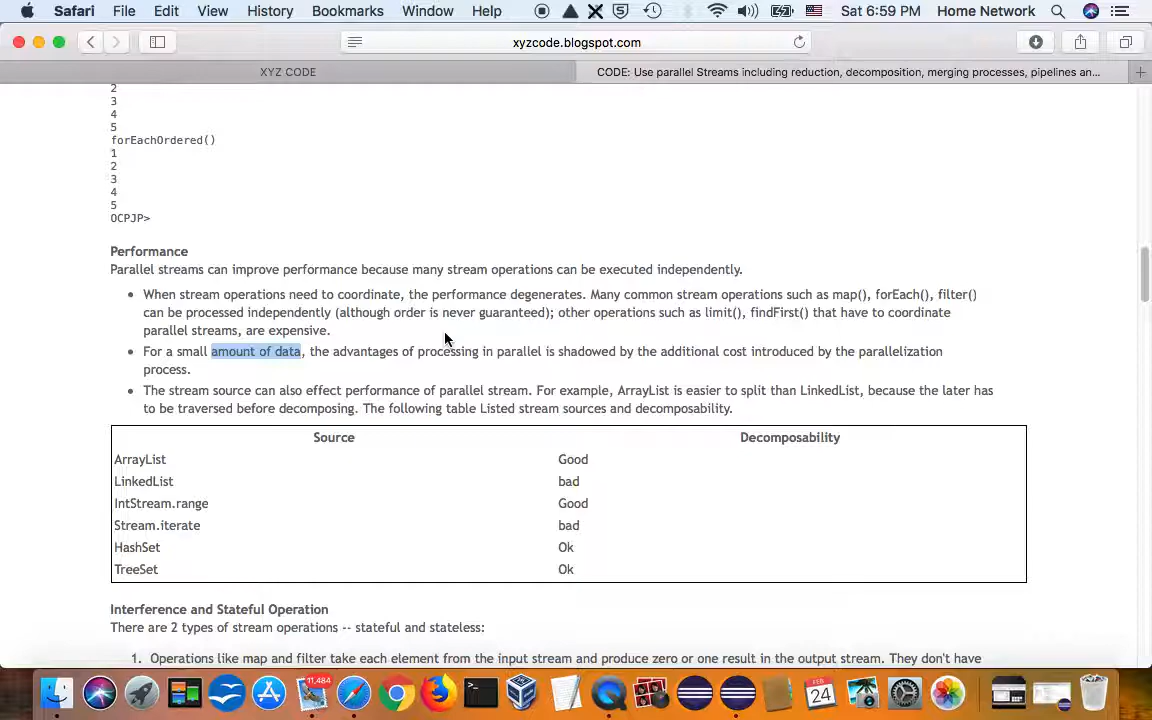 Safari File Edit View History Bookmarks Window Help Sat 6:59 PM Home Network
xyzcode.blogspot.com
XYZ CODE CODE: Use parallel Streams including reduction, decomposition, merging processes, pipelines an...
2
3
4
5
forEachOrdered()
1
2
3
4
5
OCPJP>
Performance
Parallel streams can improve performance because many stream operations can be executed independently.
• When stream operations need to coordinate, the performance degenerates. Many common stream operations such as map(), forEach(), filter()
can be processed independently (although order is never guaranteed); other operations such as limit(), findFirst() that have to coordinate
parallel streams, are expensive.
• For a small amount of data, the advantages of processing in parallel is shadowed by the additional cost introduced by the parallelization
process.
• The stream source can also effect performance of parallel stream. For example, ArrayList is easier to split than LinkedList, because the later has
to be traversed before decomposing. The following table Listed stream sources and decomposability.
Source Decomposability
ArrayList Good
LinkedList bad
IntStream.range Good
Stream.iterate bad
HashSet Ok
TreeSet Ok
Interference and Stateful Operation
There are 2 types of stream operations -- stateful and stateless:
1. Operations like map and filter take each element from the input stream and produce zero or one result in the output stream. They don't have
11,484
FEB
24